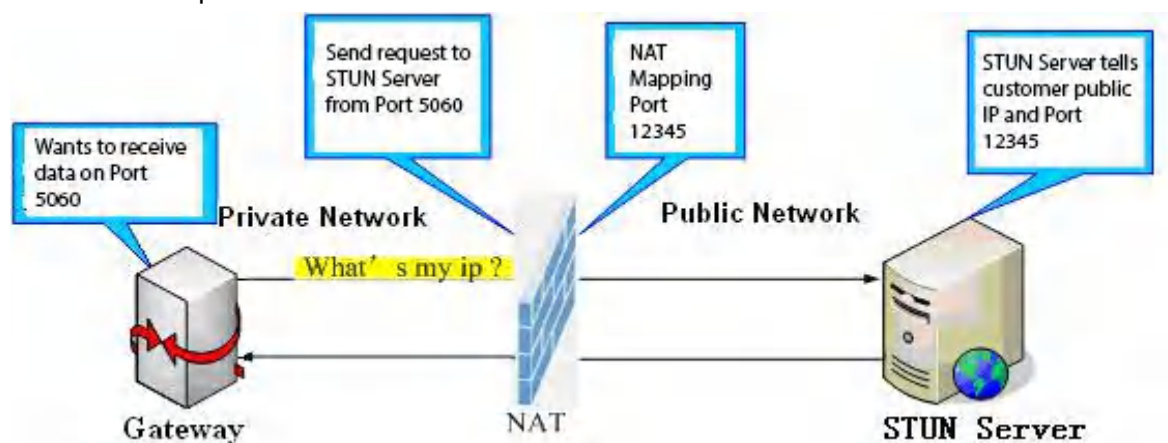 Send request to
STUN Server
from Port 5060
NAT
Mapping
Port
12345
STUN Server tells
customer public
IP and Port
12345
Wants to receive
data on Port
5060
Private Network
Public Network
What' s my ip ?
Gateway
NAT
STUN Server